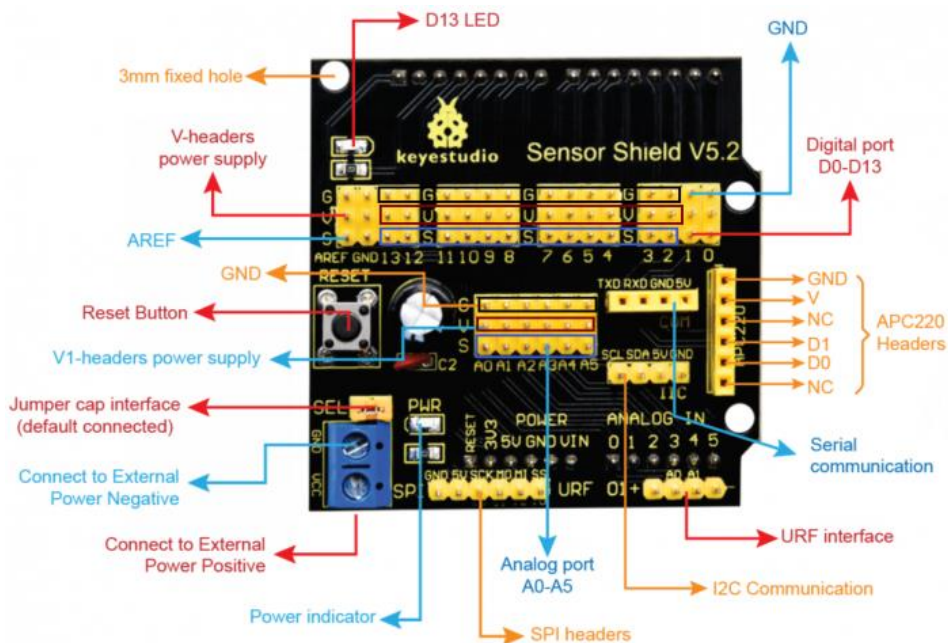 D13 LED
GND
3mm fixed hole
V-headers
power supply
keyestudio
Sensor Shield V5.2
Digital port
D0-D13
G G G G
V V V V
S S S S
AREF GND 13 12 11 10 9 8 7 6 5 4 3 2 1 0
AREF
RESET
GND
Reset Button
V1-headers power supply
G
V
S
A0 A1 A2 A3 A4 A5
C2
TXD RXD GND 5V
COM
SCL SDA 5V GND
IIC
APC220
GND
V
NC
D1
D0
NC
APC220
Headers
Jumper cap interface
(default connected)
SEL
PWR
POWER
ANALOG IN
RESET
3V3
5V GND VIN
0 1 2 3 4 5
Serial
communication
Connect to External
Power Negative
GND
VCC
SPI
GND 5V SCK MO MI SS
URF
01 + A0 A1 -
Connect to External
Power Positive
URF interface
Analog port
A0-A5
I2C Communication
Power indicator
SPI headers